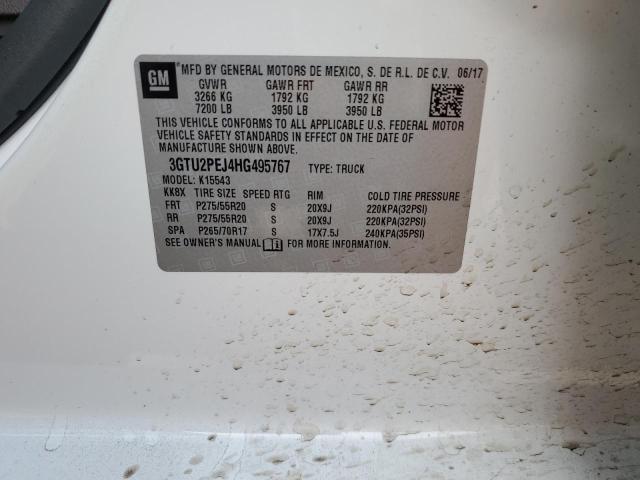 GM MFD BY GENERAL MOTORS DE MEXICO, S. DE R.L. DE C.V. 06/17
GVWR GAWR FRT GAWR RR
3266 KG 1792 KG 1792 KG
7200 LB 3950 LB 3950 LB
THIS VEHICLE CONFORMS TO ALL APPLICABLE U.S. FEDERAL MOTOR
VEHICLE SAFETY STANDARDS IN EFFECT ON THE DATE OF
MANUFACTURE SHOWN ABOVE.
3GTU2PEJ4HG495767 TYPE: TRUCK
MODEL: K15543
KK8X TIRE SIZE SPEED RTG RIM COLD TIRE PRESSURE
FRT P275/55R20 S 20X9J 220KPA(32PSI)
RR P275/55R20 S 20X9J 220KPA(32PSI)
SPA P265/70R17 S 17X7.5J 240KPA(35PSI)
SEE OWNER'S MANUAL FOR MORE INFORMATION